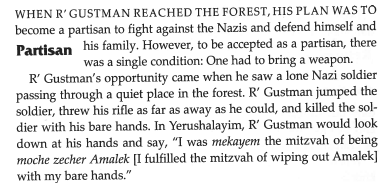 WHEN R' GUSTMAN REACHED THE FOREST, HIS PLAN WAS TO
become a partisan to fight against the Nazis and defend himself and
Partisan his family. However, to be accepted as a partisan, there
was a single condition: One had to bring a weapon.
R' Gustman's opportunity came when he saw a lone Nazi soldier
passing through a quiet place in the forest. R' Gustman jumped the
soldier, threw his rifle as far as away as he could, and killed the sol-
dier with his bare hands. In Yerushalayim, R' Gustman would look
down at his hands and say, "I was mekayem the mitzvah of being
moche zecher Amalek [I fulfilled the mitzvah of wiping out Amalek]
with my bare hands."